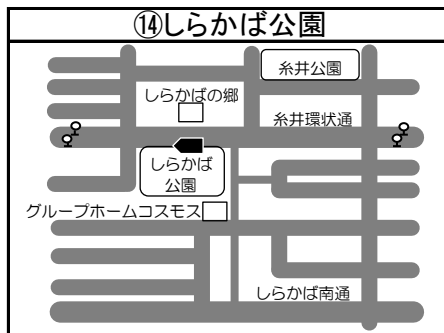 ⑭しらかば公園
糸井公園
しらかばの郷
糸井環状通
しらかば
公園
グループホームコスモス
しらかば南通